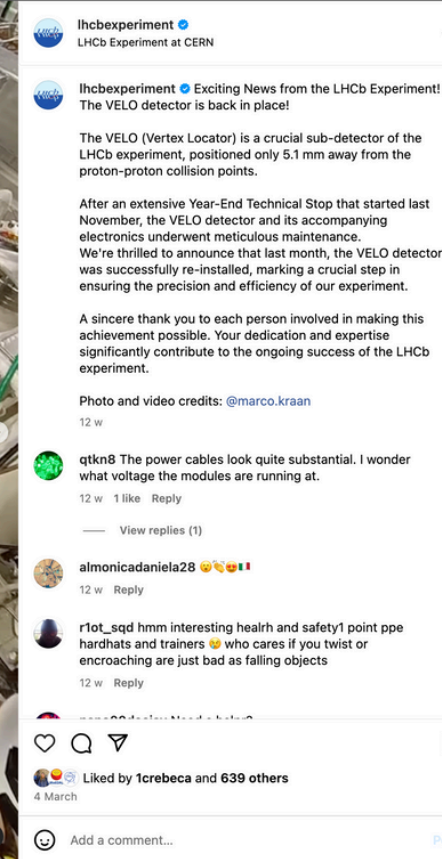 lhcbexperiment
LHCb Experiment at CERN
lhcbexperiment Exciting News from the LHCb Experiment!
The VELO detector is back in place!
The VELO (Vertex Locator) is a crucial sub-detector of the
LHCb experiment, positioned only 5.1 mm away from the
proton-proton collision points.
After an extensive Year-End Technical Stop that started last
November, the VELO detector and its accompanying
electronics underwent meticulous maintenance.
We're thrilled to announce that last month, the VELO detector
was successfully re-installed, marking a crucial step in
ensuring the precision and efficiency of our experiment.
A sincere thank you to each person involved in making this
achievement possible. Your dedication and expertise
significantly contribute to the ongoing success of the LHCb
experiment.
Photo and video credits: @marco.kraan
12 w
qtkn8 The power cables look quite substantial. I wonder
what voltage the modules are running at.
12 w 1 like Reply
View replies (1)
almonicadaniela28 😮👏😍🇮🇹
12 w Reply
r1ot_sqd hmm interesting healrh and safety1 point ppe
hardhats and trainers 😢 who cares if you twist or
encroaching are just bad as falling objects
12 w Reply
Liked by 1crebeca and 639 others
4 March
Add a comment...